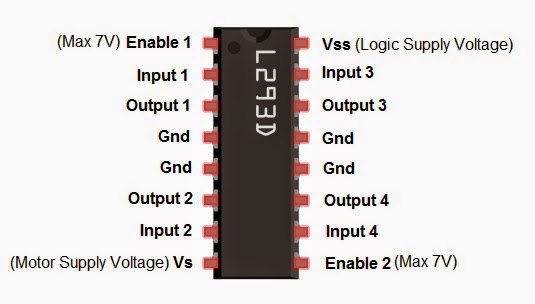 (Max 7V) Enable 1
Vss (Logic Supply Voltage)
Input 1
Input 3
Output 1
Output 3
Gnd
Gnd
Gnd
Gnd
Output 2
Output 4
Input 2
Input 4
(Motor Supply Voltage) Vs
Enable 2 (Max 7V)
L293D